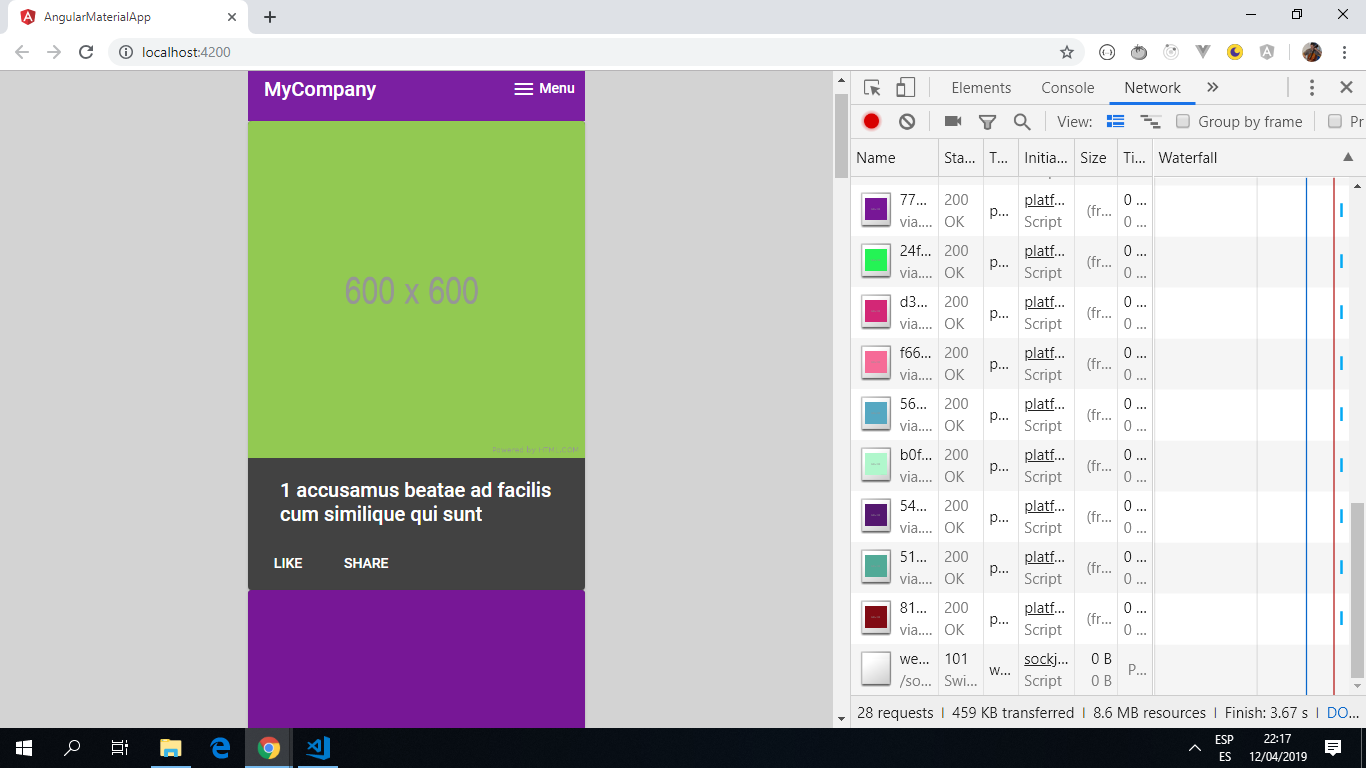 AngularMaterialApp
localhost:4200
MyCompany
Menu
600 x 600
1 accusamus beatae ad facilis
cum similique qui sunt
LIKE SHARE
Elements Console Network
View: Group by frame Pr
Name Sta... T... Initia... Size Ti... Waterfall
77... 200 p... platf... (fr... 0 ...
via.... OK Script 0 ...
24f... 200 p... platf... (fr... 0 ...
via.... OK Script 0 ...
d3... 200 p... platf... (fr... 0 ...
via.... OK Script 0 ...
f66... 200 p... platf... (fr... 0 ...
via.... OK Script 0 ...
56... 200 p... platf... (fr... 0 ...
via.... OK Script 0 ...
b0f... 200 p... platf... (fr... 0 ...
via.... OK Script 0 ...
54... 200 p... platf... (fr... 0 ...
via.... OK Script 0 ...
51... 200 p... platf... (fr... 0 ...
via.... OK Script 0 ...
81... 200 p... platf... (fr... 0 ...
via.... OK Script 0 ...
we... 101 w... sockj... 0 B P...
/so... Swi... Script 0 B
28 requests 459 KB transferred 8.6 MB resources Finish: 3.67 s DO...
ESP 22:17
ES 12/04/2019